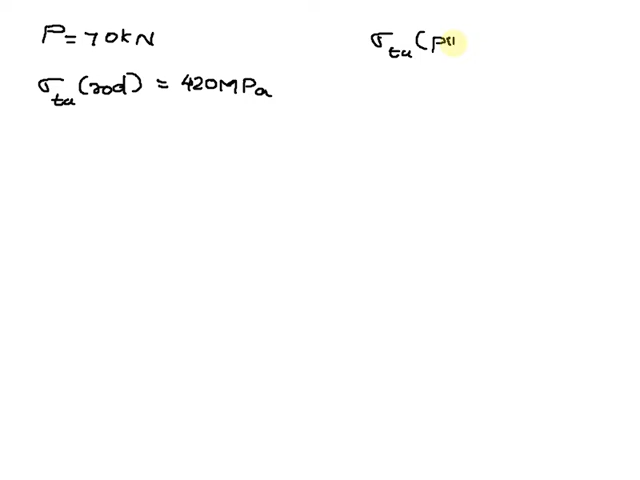 P = 70kN
σtu (rod) = 420MPa
σtu (P